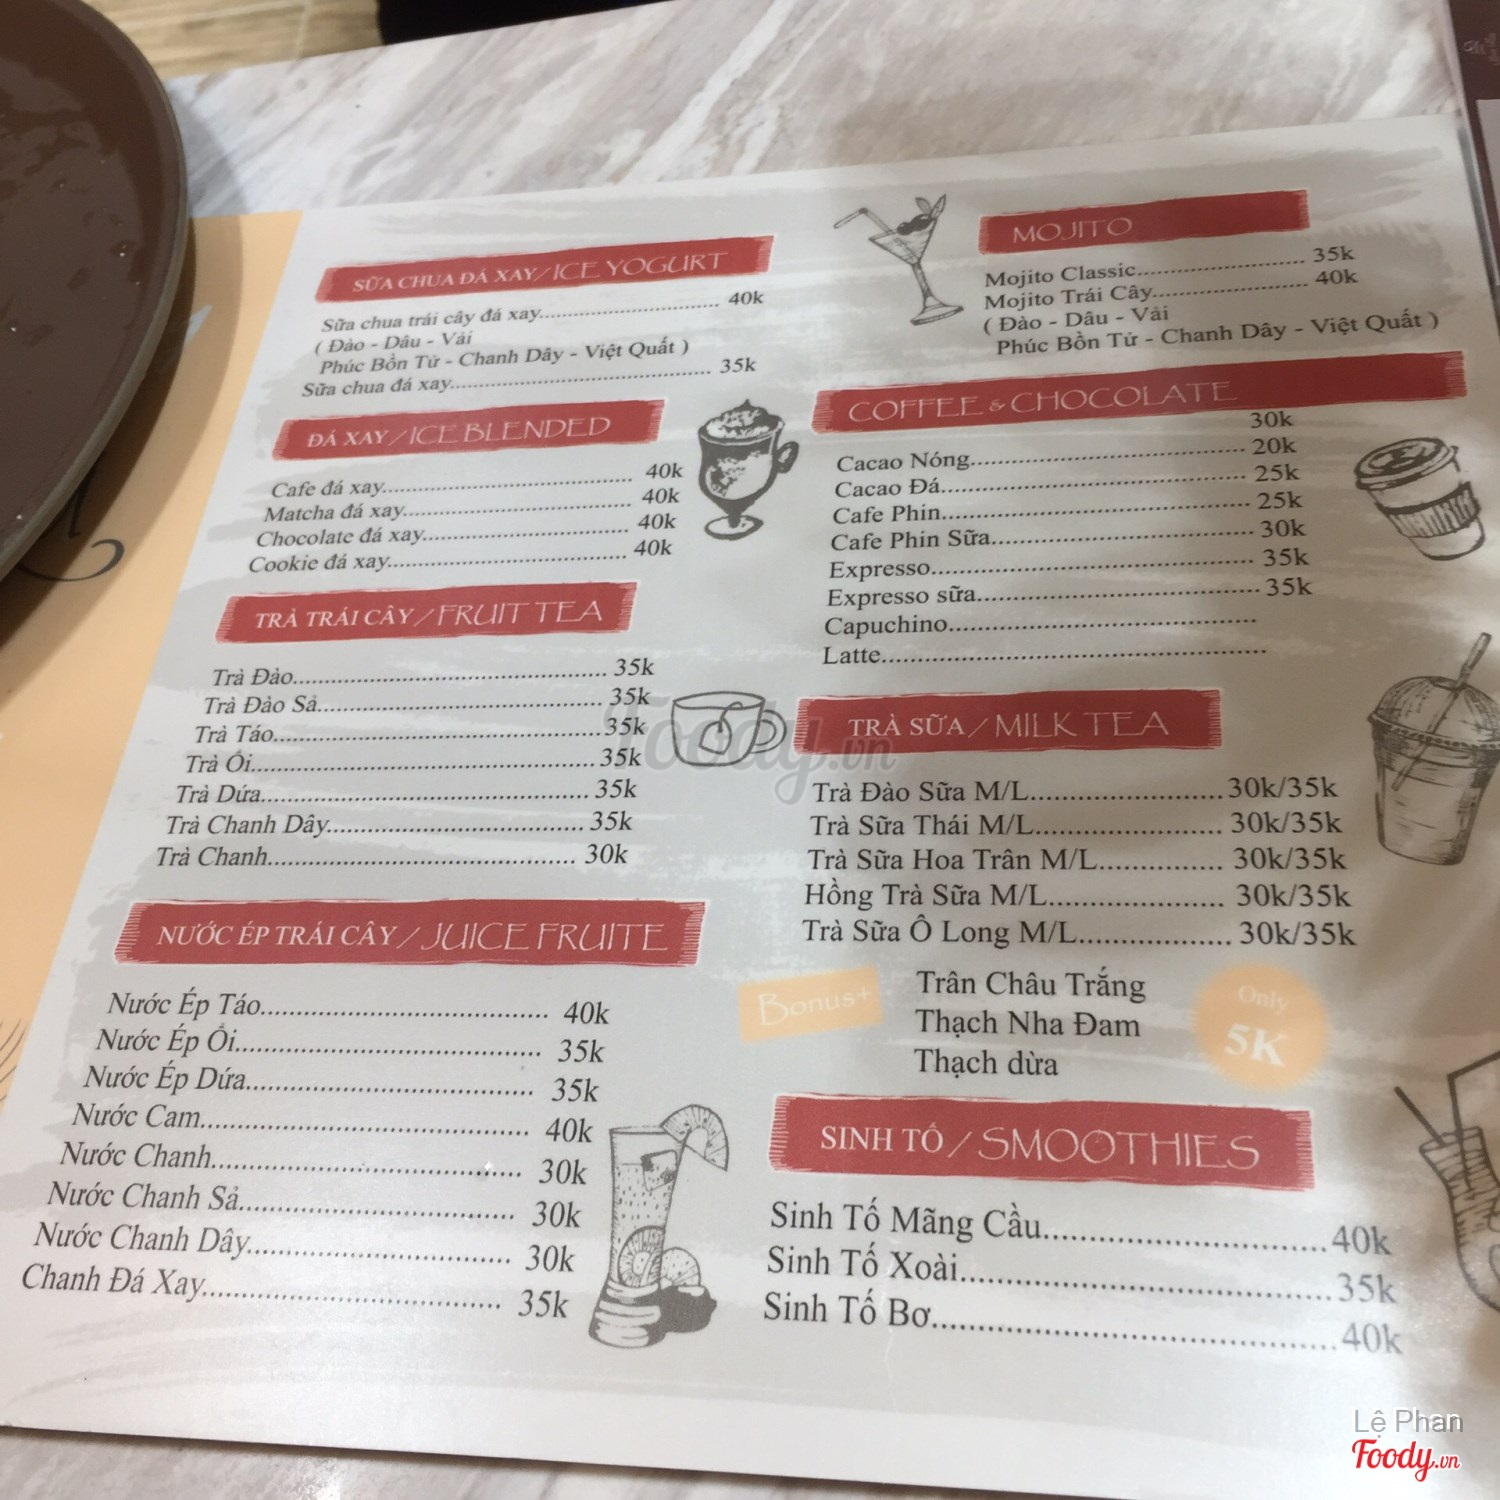 SỮA CHUA ĐÁ XAY / ICE YOGURT
Sữa chua trái cây đá xay........................ 40k
( Đào - Dâu - Vải
Phúc Bồn Tử - Chanh Dây - Việt Quất )
Sữa chua đá xay........................ 35k
ĐÁ XAY / ICE BLENDED
Cafe đá xay........................ 40k
Matcha đá xay........................ 40k
Chocolate đá xay........................ 40k
Cookie đá xay........................ 40k
TRÀ TRÁI CÂY / FRUIT TEA
Trà Đào........................ 35k
Trà Đào Sả........................ 35k
Trà Táo........................ 35k
Trà Ổi........................ 35k
Trà Dứa........................ 35k
Trà Chanh Dây........................ 35k
Trà Chanh........................ 30k
NƯỚC ÉP TRÁI CÂY / JUICE FRUITE
Nước Ép Táo........................ 40k
Nước Ép Ổi........................ 35k
Nước Ép Dứa........................ 35k
Nước Cam........................ 40k
Nước Chanh........................ 30k
Nước Chanh Sả........................ 30k
Nước Chanh Dây........................ 30k
Chanh Đá Xay........................ 35k
MOJITO
Mojito Classic........................ 35k
Mojito Trái Cây........................ 40k
( Đào - Dâu - Vải
Phúc Bồn Tử - Chanh Dây - Việt Quất )
COFFEE & CHOCOLATE
30k
Cacao Nóng........................ 20k
Cacao Đá........................ 25k
Cafe Phin........................ 25k
Cafe Phin Sữa........................ 30k
Expresso........................ 35k
Expresso sữa........................ 35k
Capuchino........................
Latte........................
TRÀ SỮA / MILK TEA
Trà Đào Sữa M/L........................ 30k/35k
Trà Sữa Thái M/L........................ 30k/35k
Trà Sữa Hoa Trân M/L........................ 30k/35k
Hồng Trà Sữa M/L........................ 30k/35k
Trà Sữa Ô Long M/L........................ 30k/35k
Bonus+
Trân Châu Trắng
Thạch Nha Đam
Thạch dừa
Only
5K
SINH TỐ / SMOOTHIES
Sinh Tố Mãng Cầu........................ 40k
Sinh Tố Xoài........................ 35k
Sinh Tố Bơ........................ 40k
Foody.vn
Lệ Phan
Foody.vn